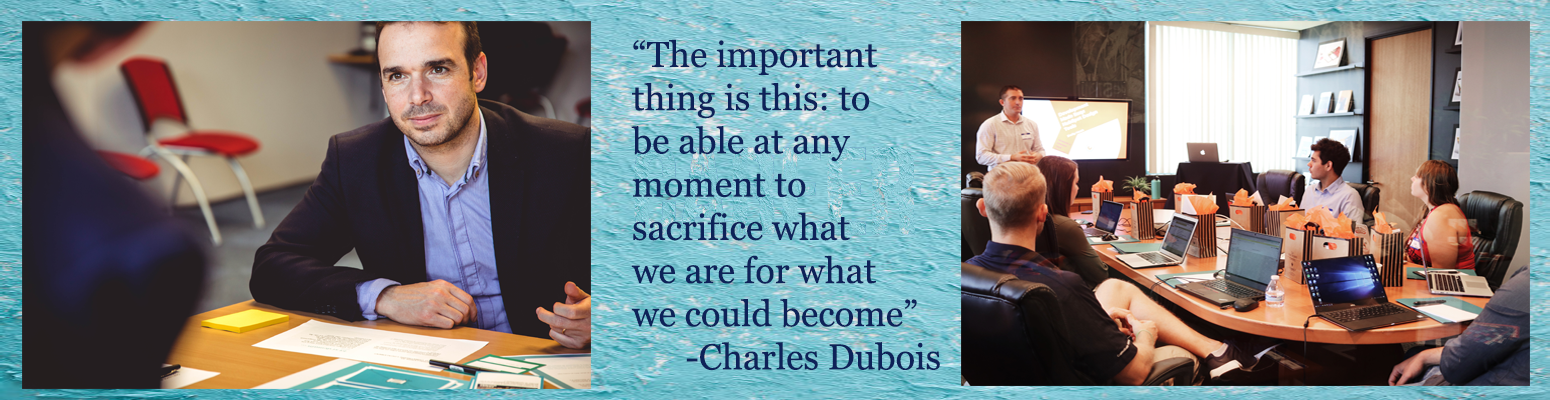 “The important
thing is this: to
be able at any
moment to
sacrifice what
we are for what
we could become”
-Charles Dubois